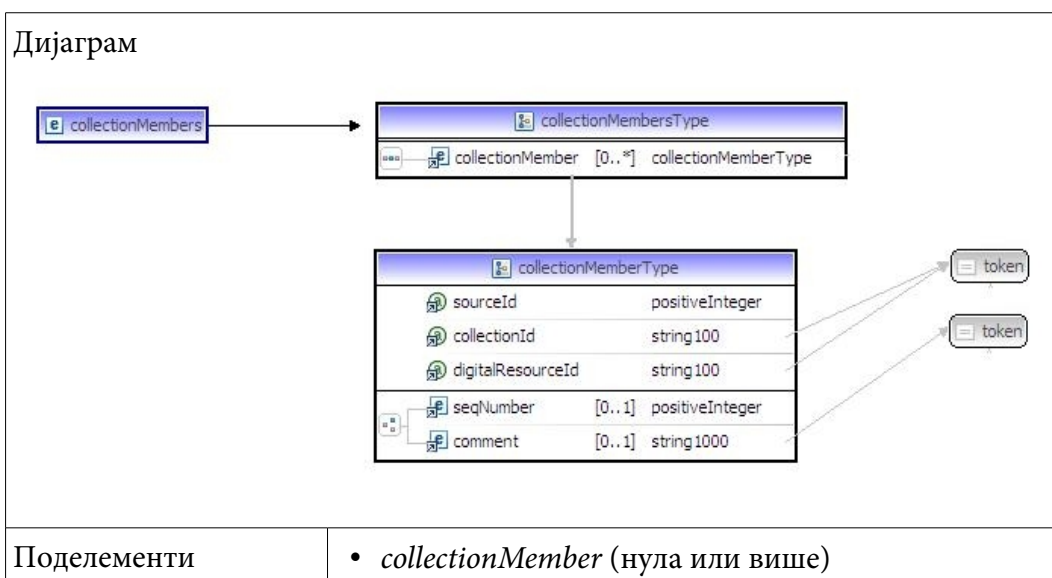 Дијаграм
e collectionMembers
collectionMembersType
e collectionMember [0..*] collectionMemberType
collectionMemberType
a sourceId positiveInteger
a collectionId string100
a digitalResourceId string100
e seqNumber [0..1] positiveInteger
e comment [0..1] string1000
token
token
Поделементи • collectionMember (нула или више)